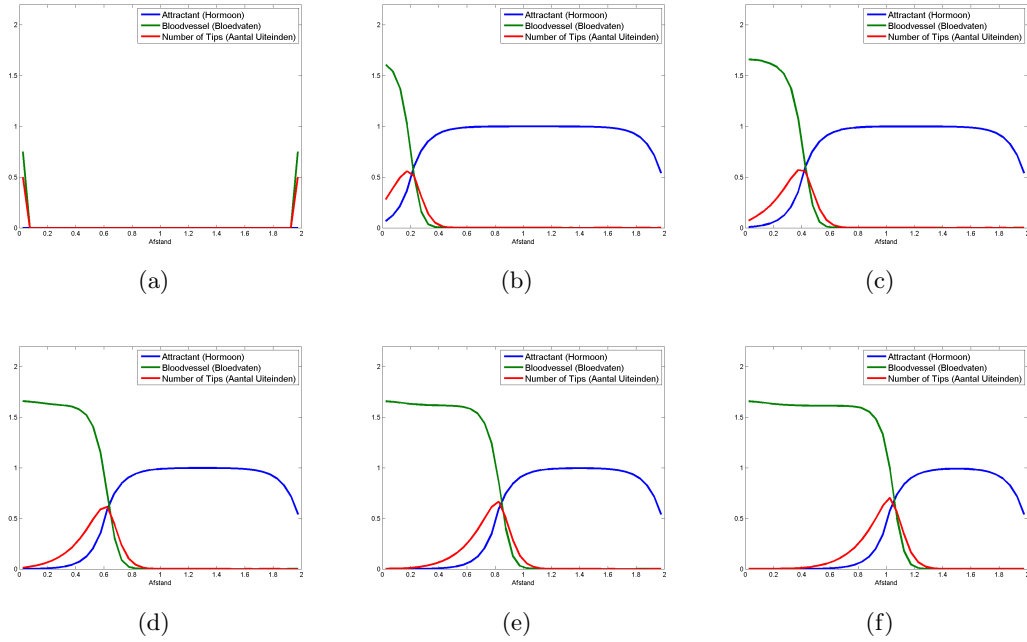 Attractant (Hormoon)
Bloodvessel (Bloedvaten)
Number of Tips (Aantal Uiteinden)
2
1.5
1
0.5
0
0 0.2 0.4 0.6 0.8 1 1.2 1.4 1.6 1.8 2
Afstand
(a)
Attractant (Hormoon)
Bloodvessel (Bloedvaten)
Number of Tips (Aantal Uiteinden)
2
1.5
1
0.5
0
0 0.2 0.4 0.6 0.8 1 1.2 1.4 1.6 1.8 2
Afstand
(b)
Attractant (Hormoon)
Bloodvessel (Bloedvaten)
Number of Tips (Aantal Uiteinden)
2
1.5
1
0.5
0
0 0.2 0.4 0.6 0.8 1 1.2 1.4 1.6 1.8 2
Afstand
(c)
Attractant (Hormoon)
Bloodvessel (Bloedvaten)
Number of Tips (Aantal Uiteinden)
2
1.5
1
0.5
0
0 0.2 0.4 0.6 0.8 1 1.2 1.4 1.6 1.8 2
Afstand
(d)
Attractant (Hormoon)
Bloodvessel (Bloedvaten)
Number of Tips (Aantal Uiteinden)
2
1.5
1
0.5
0
0 0.2 0.4 0.6 0.8 1 1.2 1.4 1.6 1.8 2
Afstand
(e)
Attractant (Hormoon)
Bloodvessel (Bloedvaten)
Number of Tips (Aantal Uiteinden)
2
1.5
1
0.5
0
0 0.2 0.4 0.6 0.8 1 1.2 1.4 1.6 1.8 2
Afstand
(f)